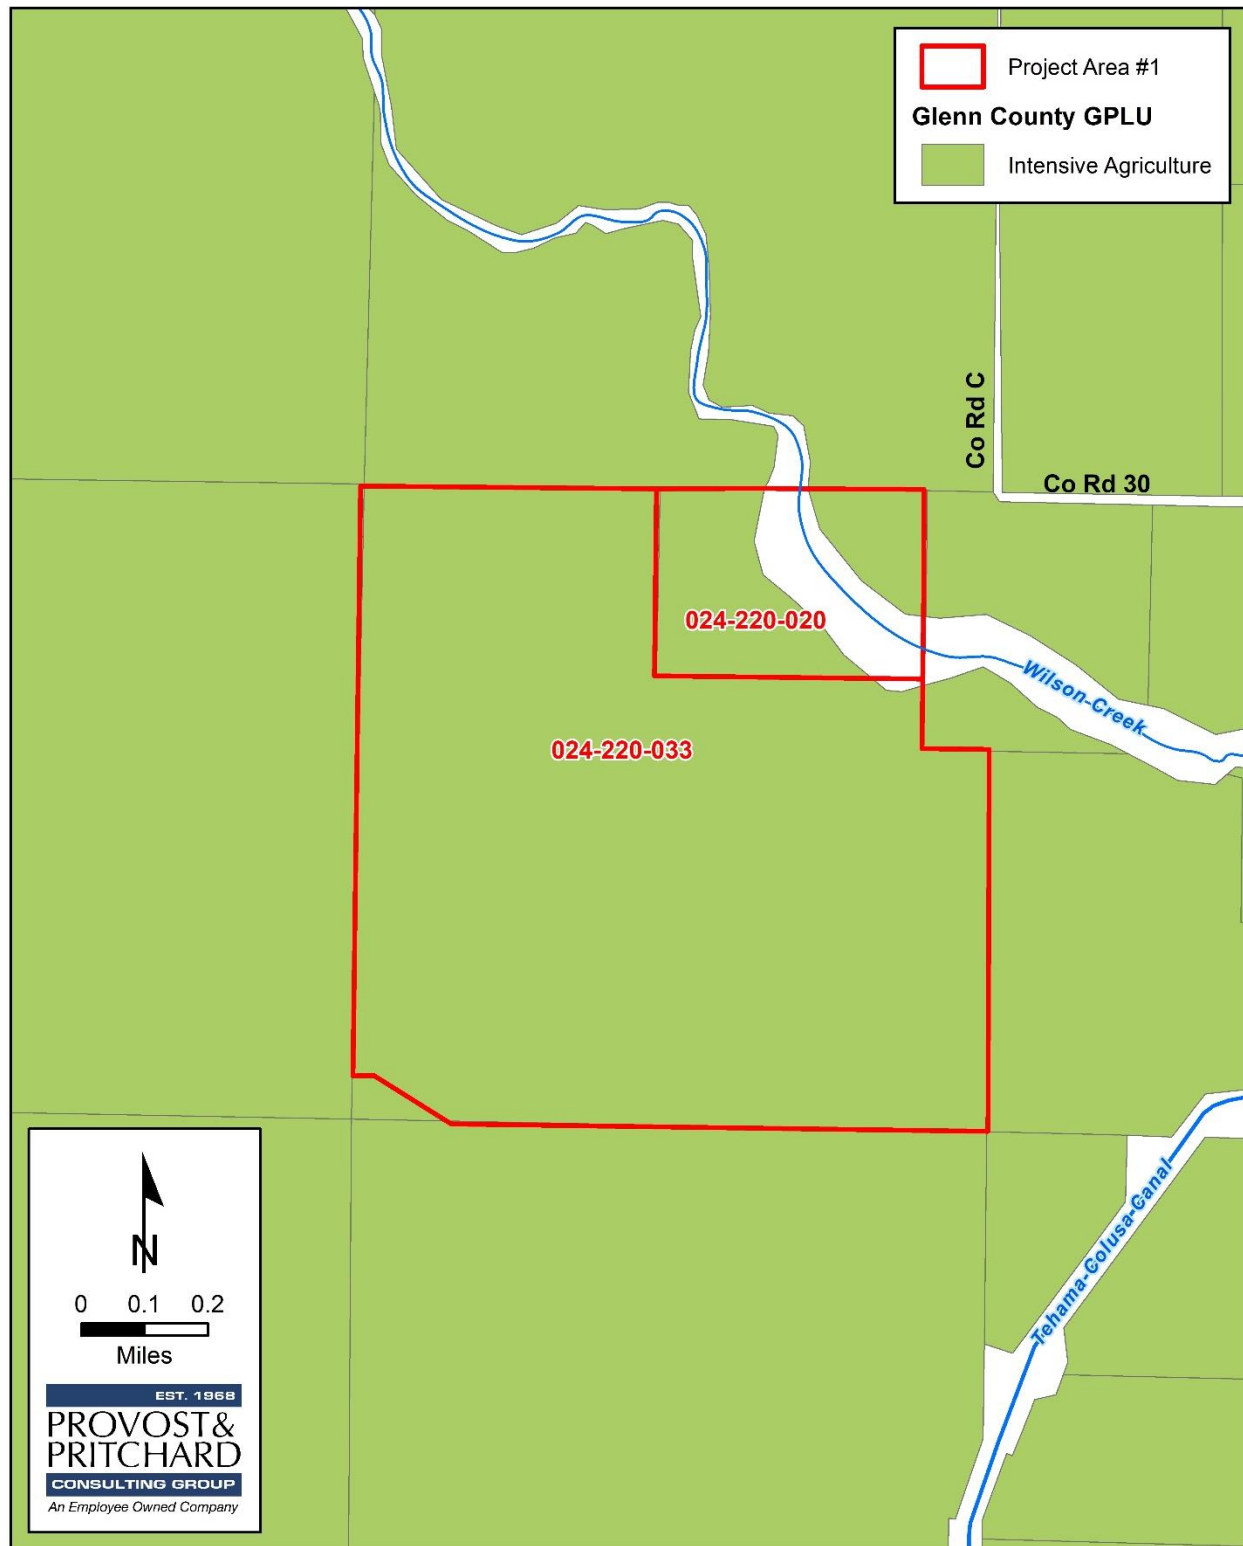 Project Area #1
Glenn County GPLU
Intensive Agriculture
Co Rd C
Co Rd 30
024-220-020
Wilson-Creek
024-220-033
Tehama-Colusa-Canal
N
0 0.1 0.2
Miles
EST. 1968
PROVOST&
PRITCHARD
CONSULTING GROUP
An Employee Owned Company